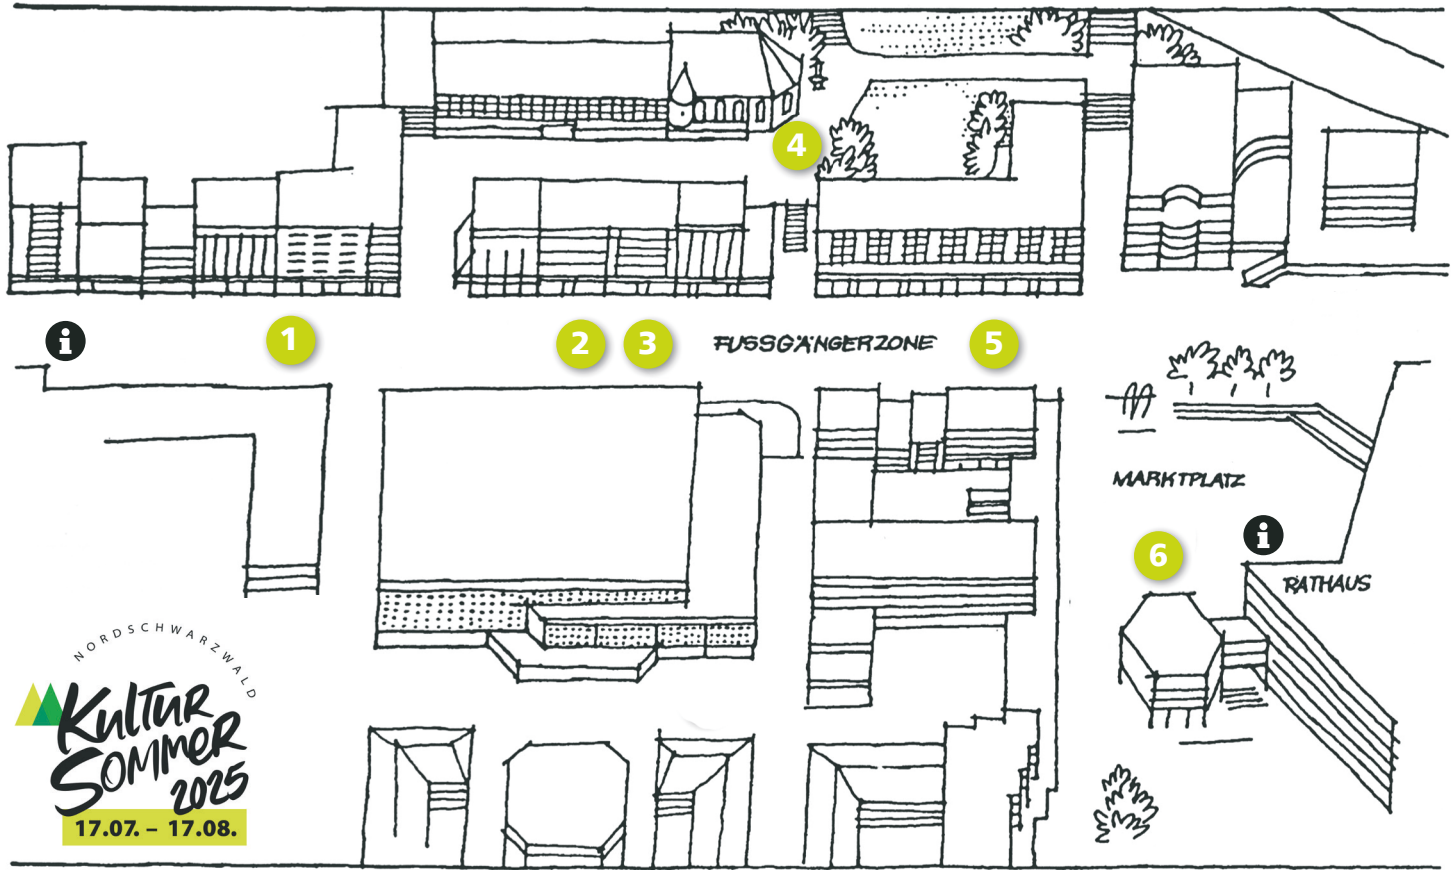 4
i
1
2
3
FUSSGÄNGERZONE
5
MARKTPLATZ
6
i
RATHAUS
NORDSCHWARZWALD
KULTUR
SOMMER
2025
17.07. – 17.08.